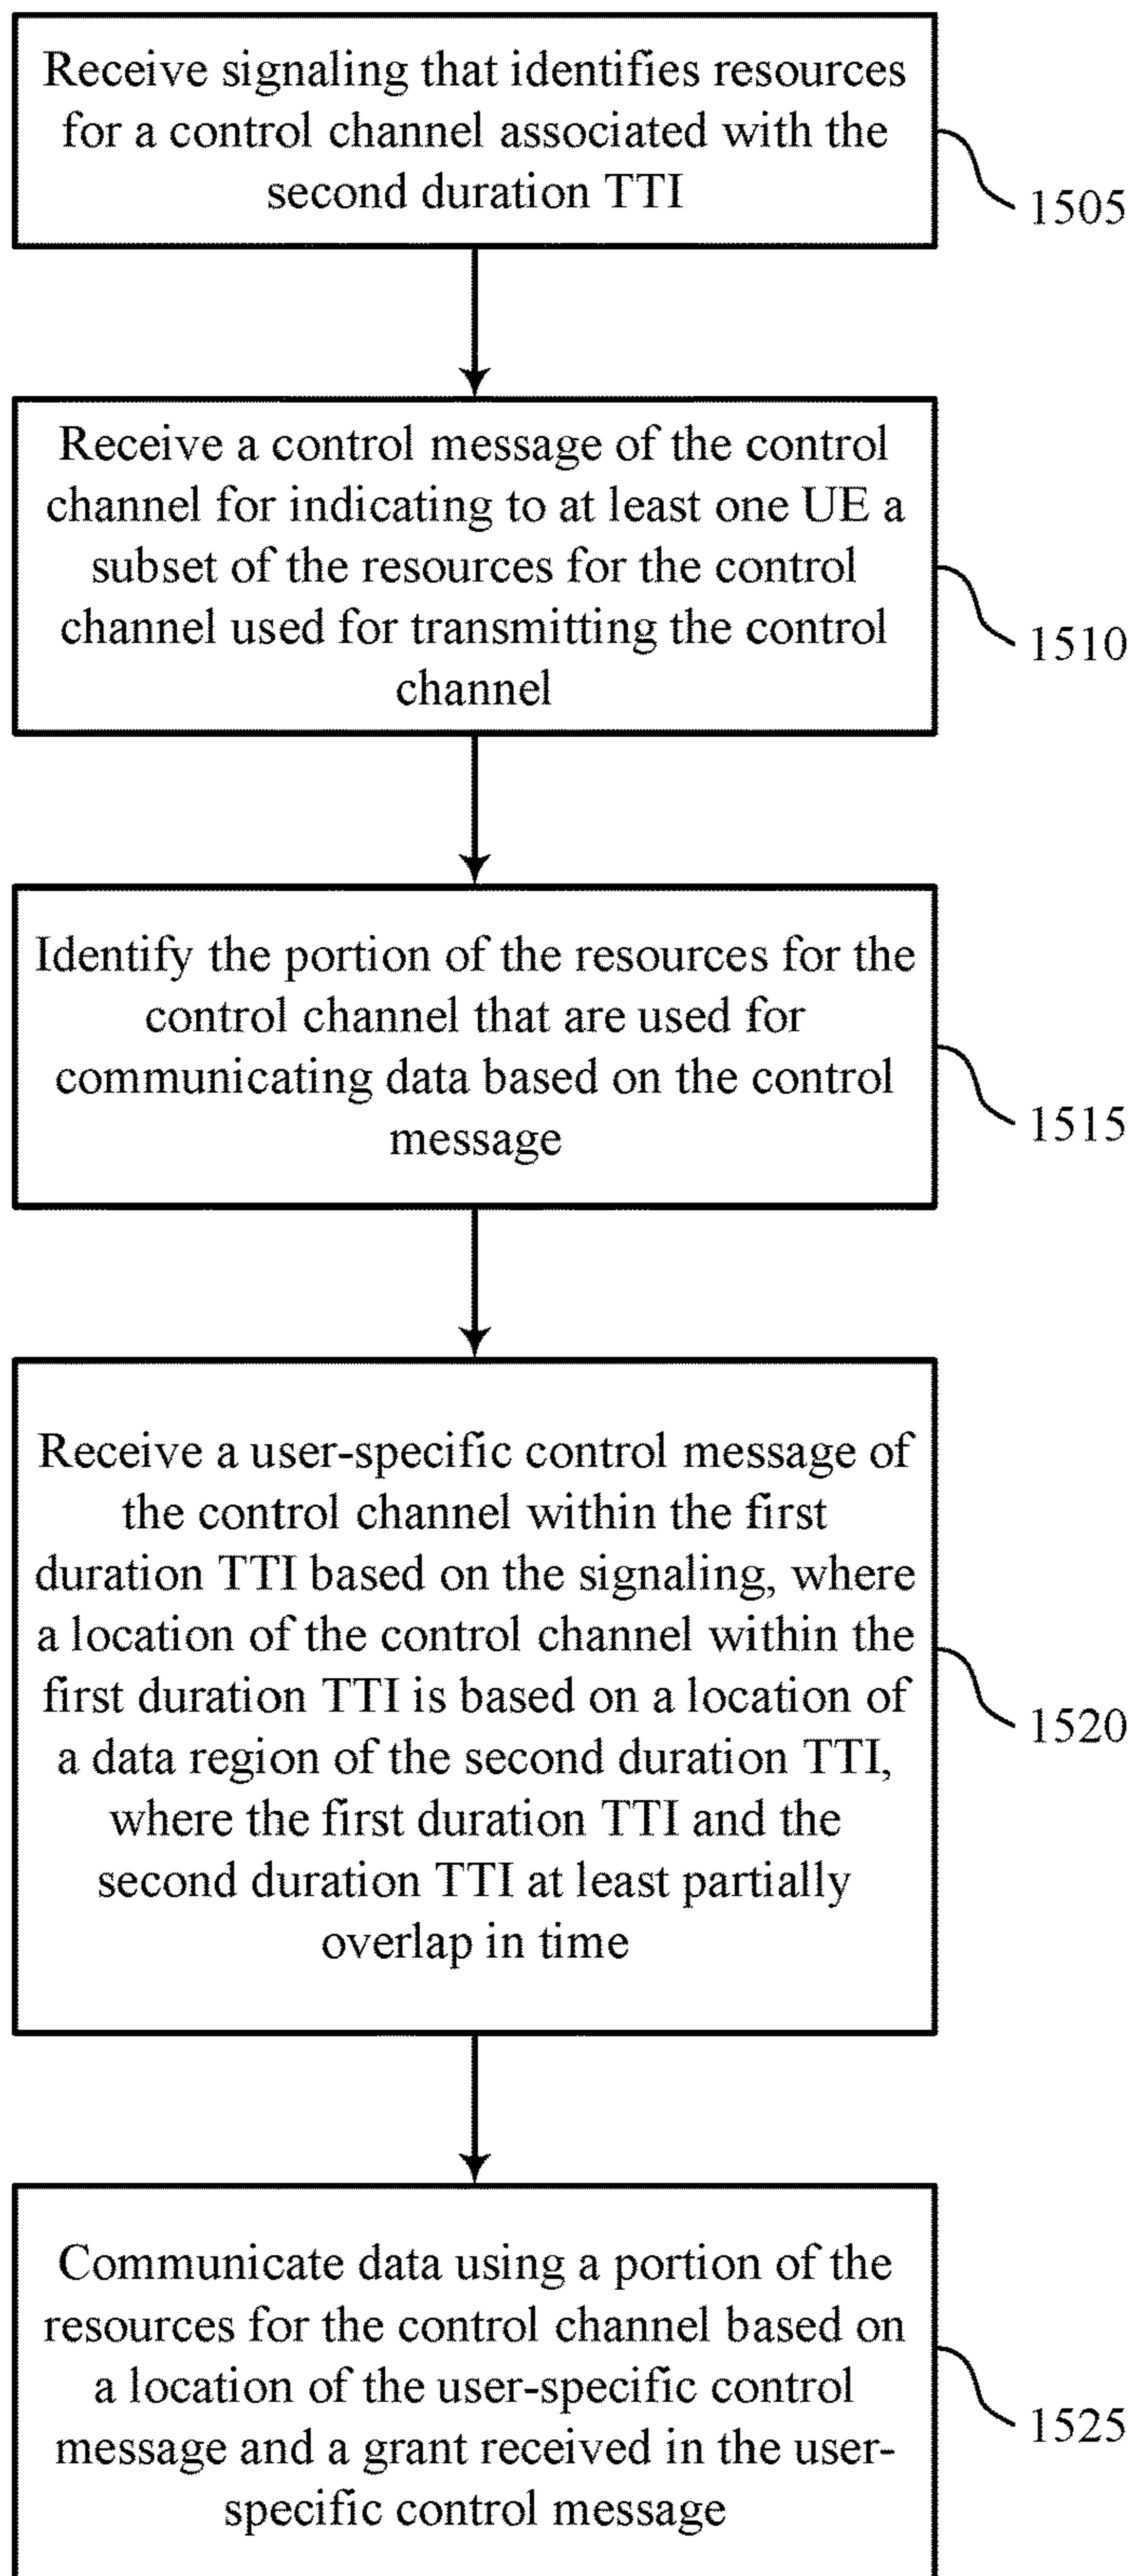 Receive signaling that identifies resources
for a control channel associated with the
second duration TTI
1505
Receive a control message of the control
channel for indicating to at least one UE a
subset of the resources for the control
channel used for transmitting the control
channel
1510
Identify the portion of the resources for the
control channel that are used for
communicating data based on the control
message
1515
Receive a user-specific control message of
the control channel within the first
duration TTI based on the signaling, where
a location of the control channel within the
first duration TTI is based on a location of
a data region of the second duration TTI,
where the first duration TTI and the
second duration TTI at least partially
overlap in time
1520
Communicate data using a portion of the
resources for the control channel based on
a location of the user-specific control
message and a grant received in the user-
specific control message
1525